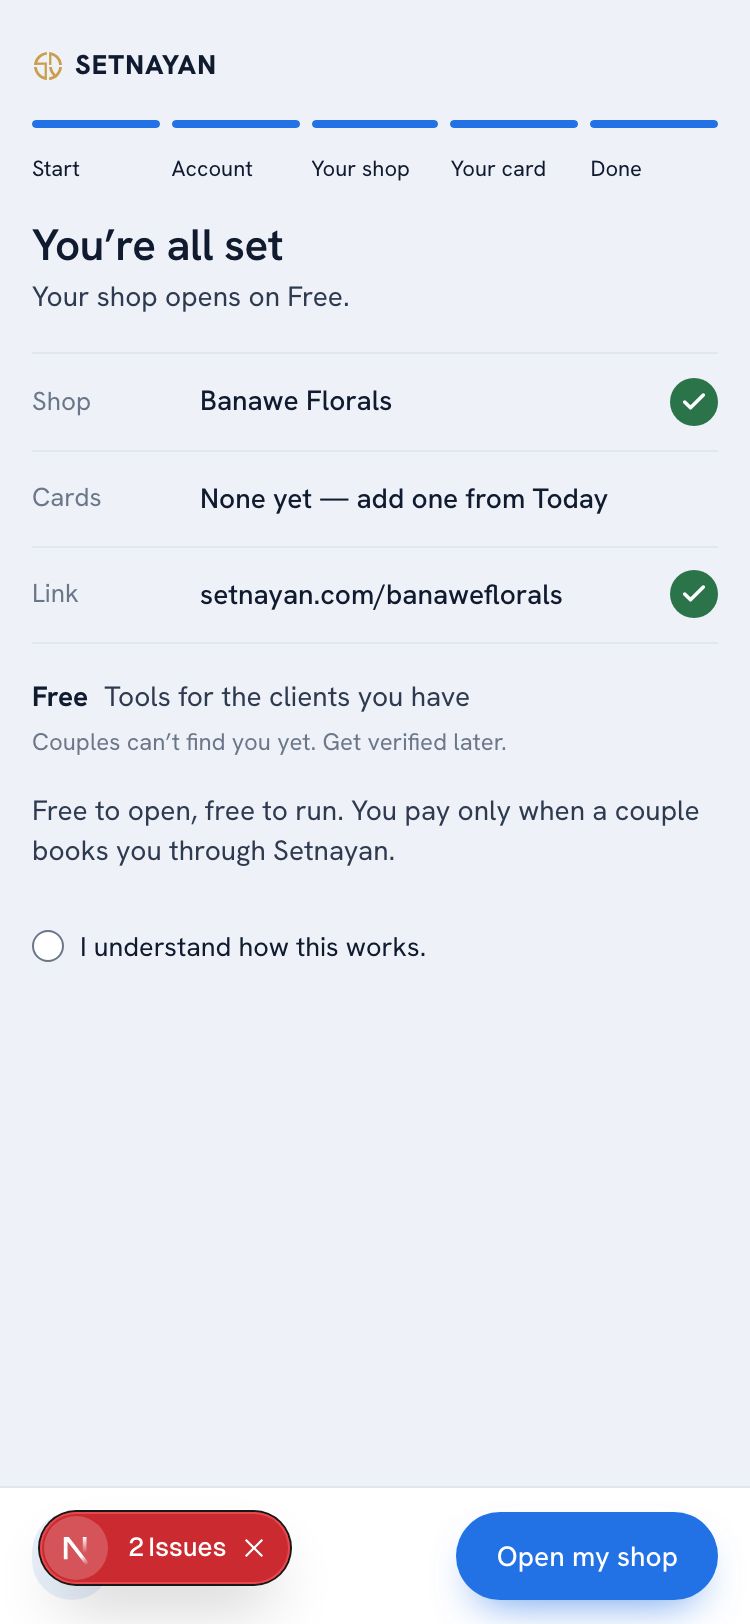 SETNAYAN
Start Account Your shop Your card Done
You’re all set
Your shop opens on Free.
Shop Banawe Florals
Cards None yet — add one from Today
Link setnayan.com/banaweflorals
Free Tools for the clients you have
Couples can’t find you yet. Get verified later.
Free to open, free to run. You pay only when a couple
books you through Setnayan.
I understand how this works.
N 2 Issues
Open my shop